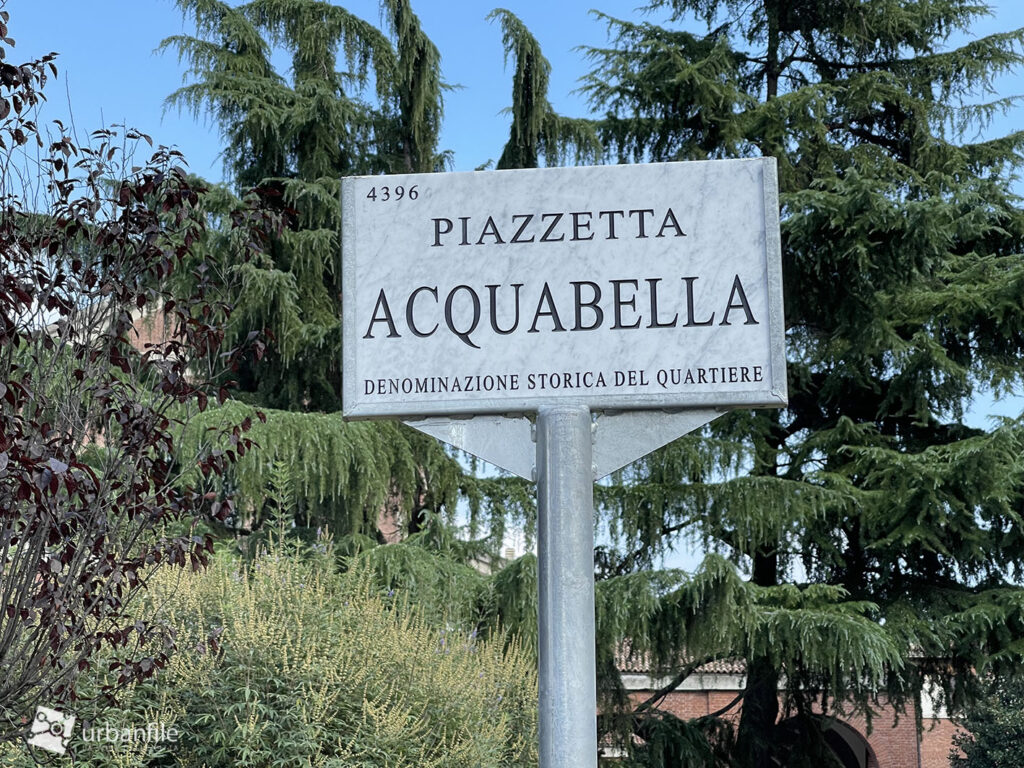 4396
PIAZZETTA
ACQUABELLA
DENOMINAZIONE STORICA DEL QUARTIERE
urbanfile